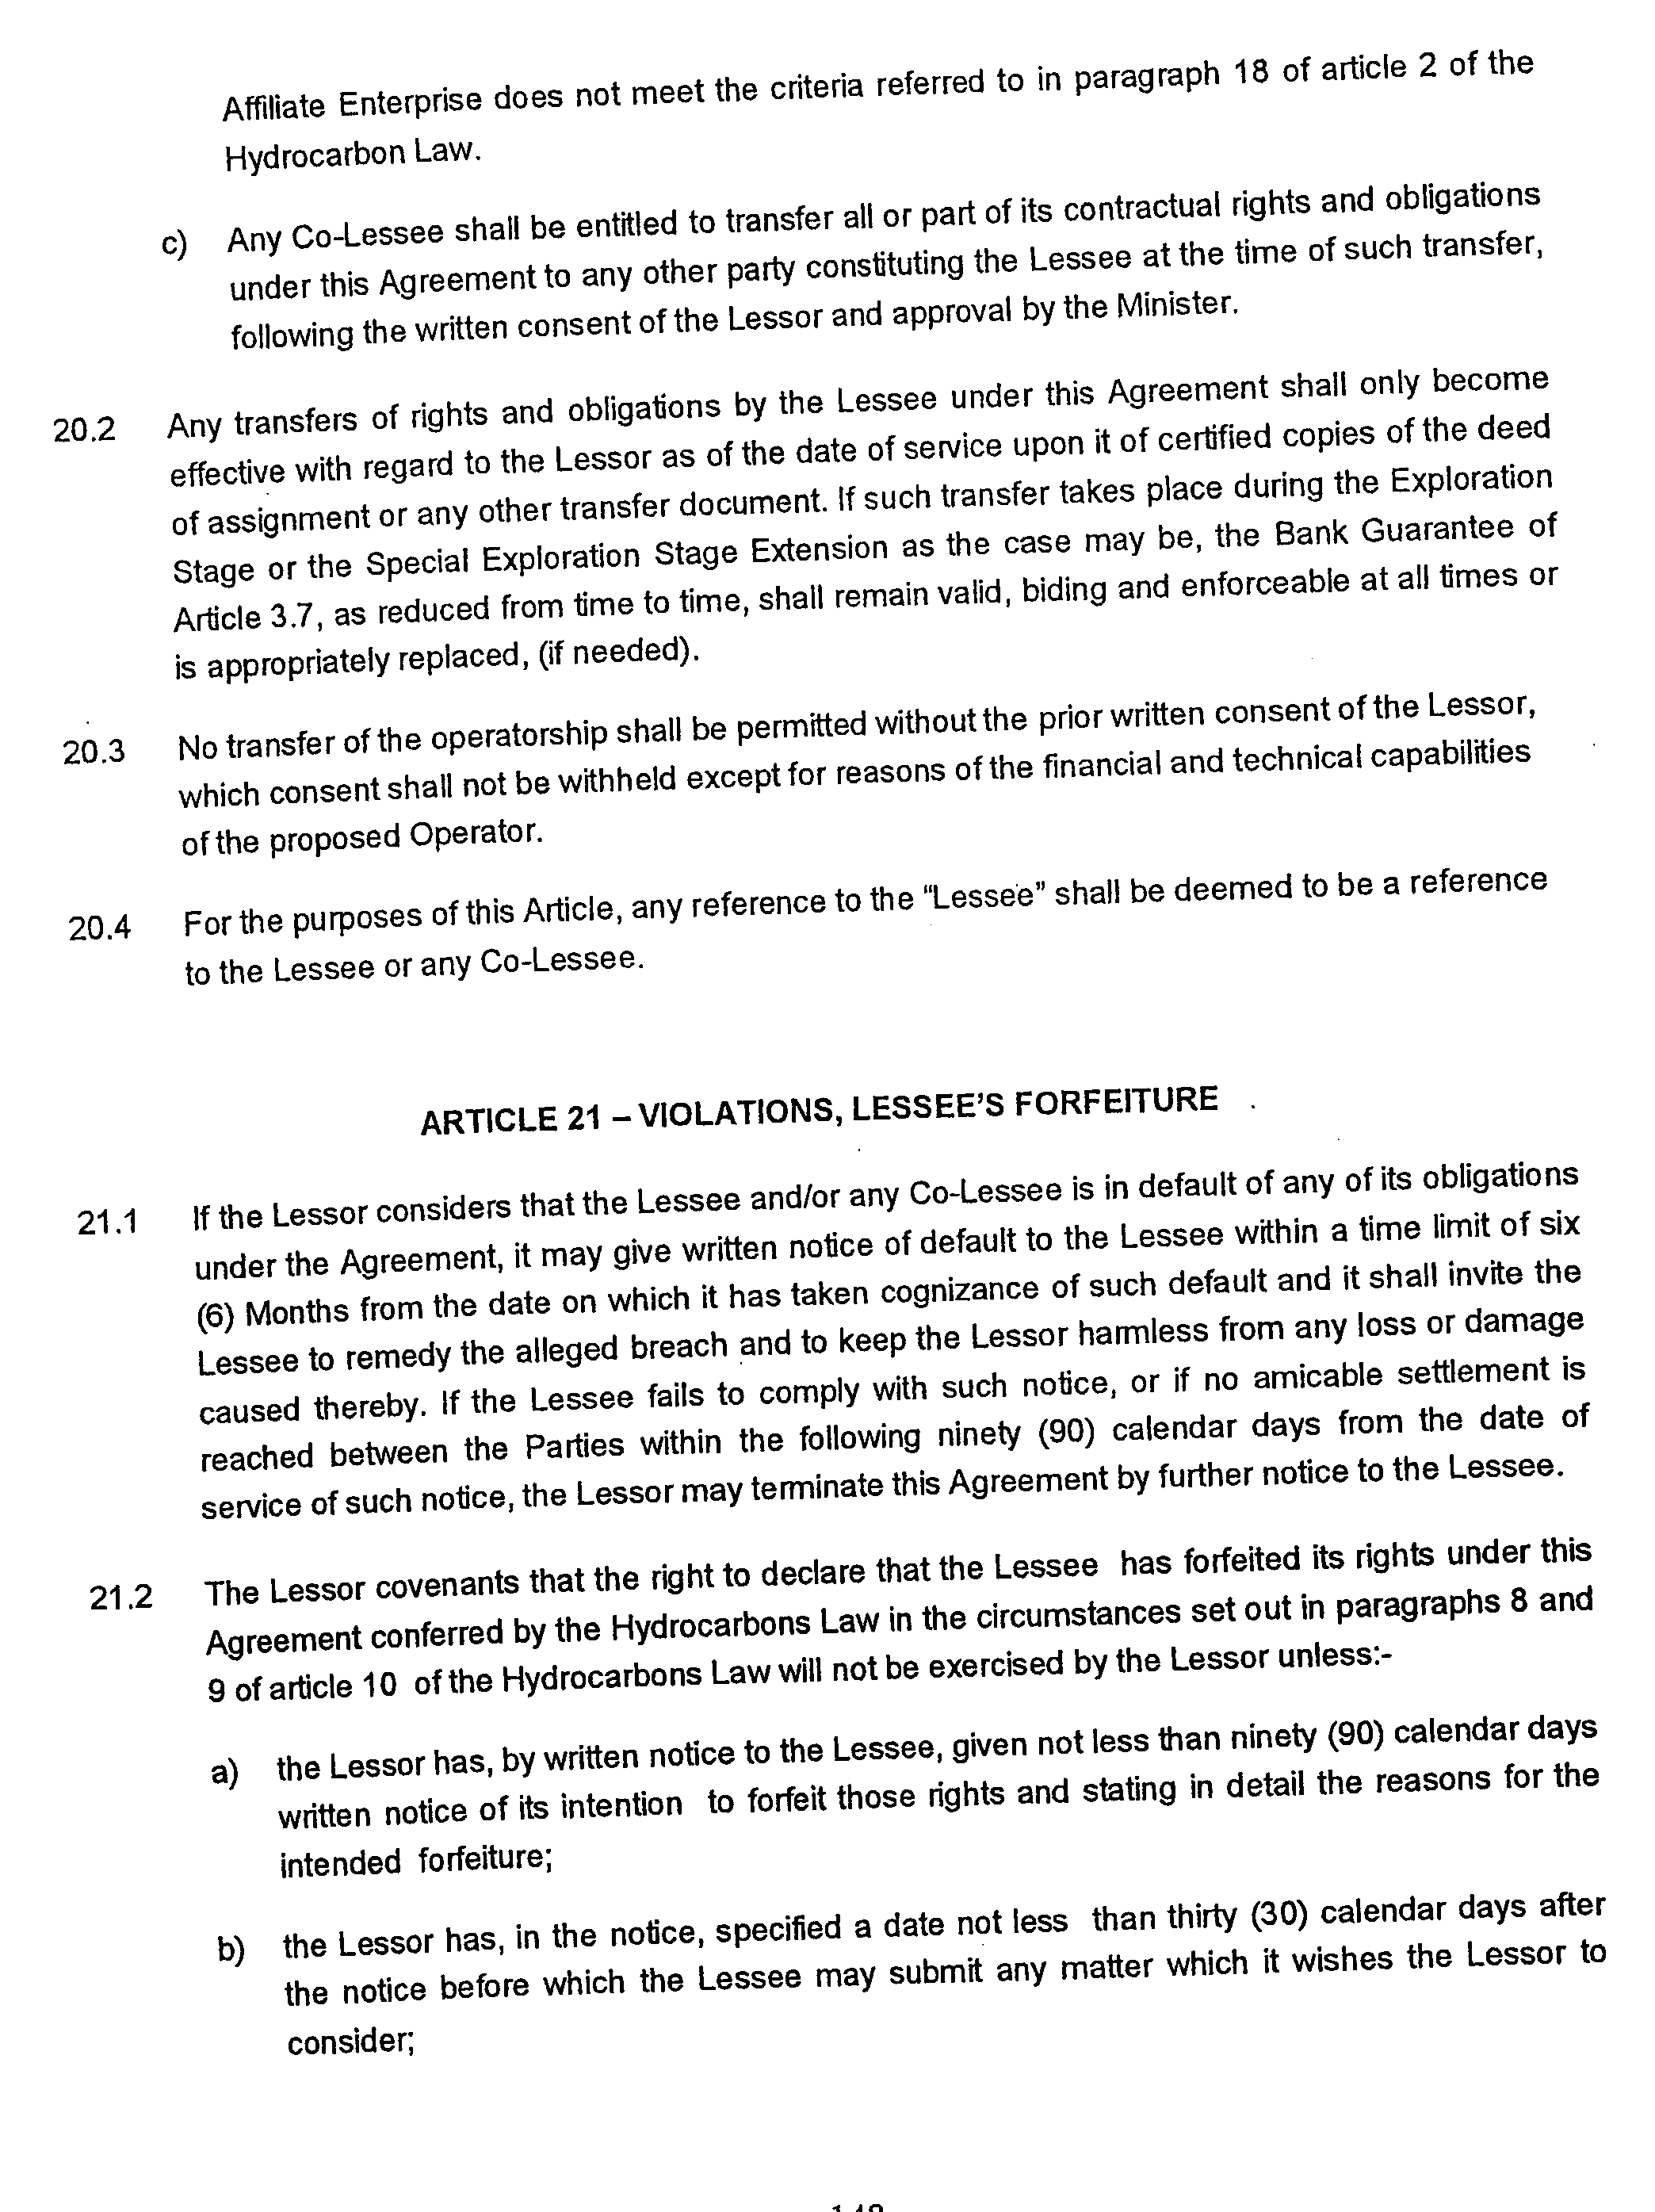 Affiliate Enterprise does not meet the criteria referred to in paragraph 18 of article 2 of the
Hydrocarbon Law.
c) Any Co-Lessee shall be entitled to transfer all or part of its contractual rights and obligations
under this Agreement to any other party constituting the Lessee at the time of such transfer,
following the written consent of the Lessor and approval by the Minister.
20.2 Any transfers of rights and obligations by the Lessee under this Agreement shall only become
effective with regard to the Lessor as of the date of service upon it of certified copies of the deed
of assignment or any other transfer document. If such transfer takes place during the Exploration
Stage or the Special Exploration Stage Extension as the case may be, the Bank Guarantee of
Article 3.7, as reduced from time to time, shall remain valid, biding and enforceable at all times or
is appropriately replaced, (if needed).
20.3 No transfer of the operatorship shall be permitted without the prior written consent of the Lessor,
which consent shall not be withheld except for reasons of the financial and technical capabilities
of the proposed Operator.
20.4 For the purposes of this Article, any reference to the “Lessee” shall be deemed to be a reference
to the Lessee or any Co-Lessee.
ARTICLE 21 – VIOLATIONS, LESSEE’S FORFEITURE
21.1 If the Lessor considers that the Lessee and/or any Co-Lessee is in default of any of its obligations
under the Agreement, it may give written notice of default to the Lessee within a time limit of six
(6) Months from the date on which it has taken cognizance of such default and it shall invite the
Lessee to remedy the alleged breach and to keep the Lessor harmless from any loss or damage
caused thereby. If the Lessee fails to comply with such notice, or if no amicable settlement is
reached between the Parties within the following ninety (90) calendar days from the date of
service of such notice, the Lessor may terminate this Agreement by further notice to the Lessee.
21.2 The Lessor covenants that the right to declare that the Lessee has forfeited its rights under this
Agreement conferred by the Hydrocarbons Law in the circumstances set out in paragraphs 8 and
9 of article 10 of the Hydrocarbons Law will not be exercised by the Lessor unless:-
a) the Lessor has, by written notice to the Lessee, given not less than ninety (90) calendar days
written notice of its intention to forfeit those rights and stating in detail the reasons for the
intended forfeiture;
b) the Lessor has, in the notice, specified a date not less than thirty (30) calendar days after
the notice before which the Lessee may submit any matter which it wishes the Lessor to
consider;